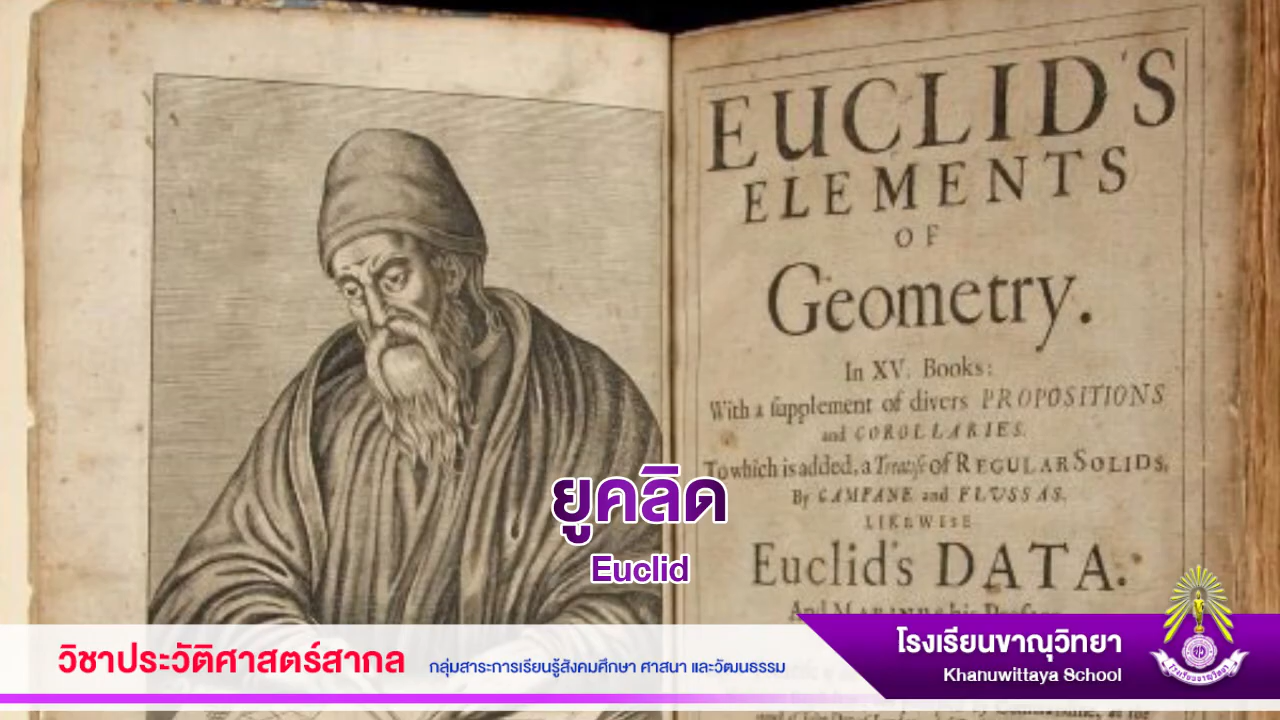 EUCLID'S
ELEMENTS
OF
Geometry.
In XV. Books:
With a supplement of divers PROPOSITIONS
and COROLLARIES.
To which is added, a Treatise of REGULAR SOLIDS,
By CAMPANE and FLUSSAS.
LIKEWISE
Euclid's DATA:
And
ยูคลิด
Euclid
วิชาประวัติศาสตร์สากล
กลุ่มสาระการเรียนรู้สังคมศึกษา ศาสนา และวัฒนธรรม
โรงเรียนขาณุวิทยา
Khanuwittaya School